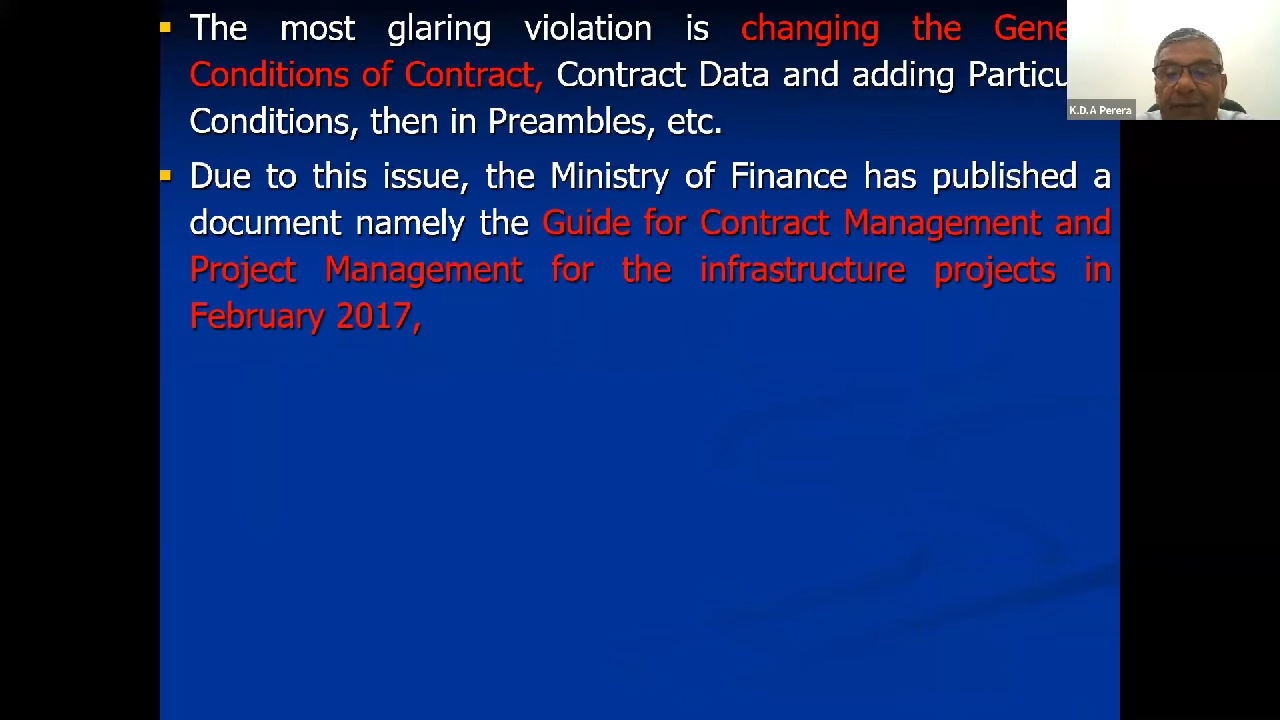 The most glaring violation is changing the Gene
Conditions of Contract, Contract Data and adding Particu
Conditions, then in Preambles, etc.
Due to this issue, the Ministry of Finance has published a
document namely the Guide for Contract Management and
Project Management for the infrastructure projects in
February 2017,
K.D.A Perera